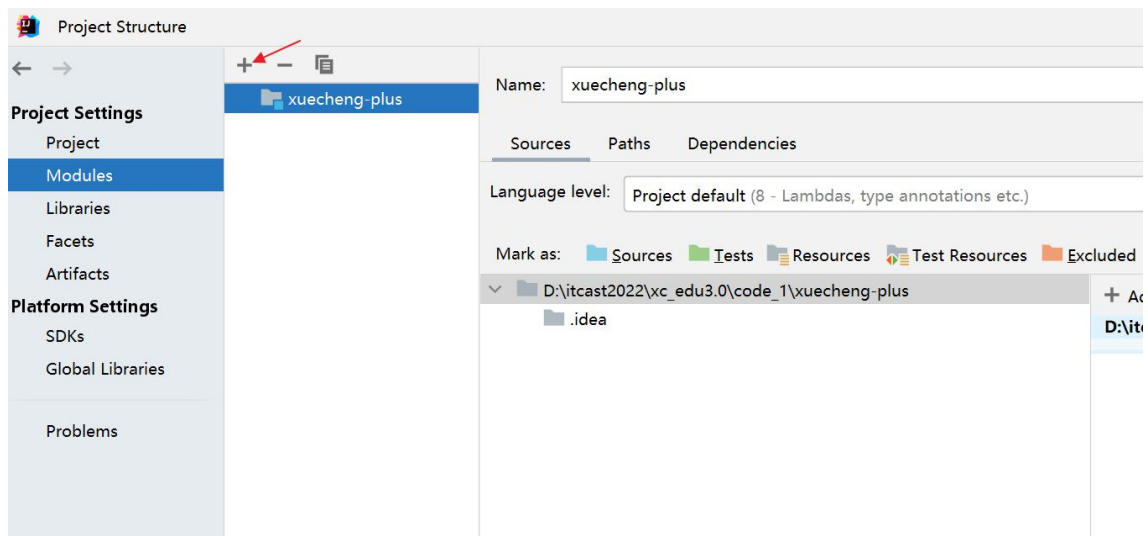 Project Structure
Project Settings
Project
Modules
Libraries
Facets
Artifacts
Platform Settings
SDKs
Global Libraries
Problems
xuecheng-plus
Name: xuecheng-plus
Sources Paths Dependencies
Language level: Project default (8 - Lambdas, type annotations etc.)
Mark as: Sources Tests Resources Test Resources Excluded
D:\itcast2022\xc_edu3.0\code_1\xuecheng-plus
.idea